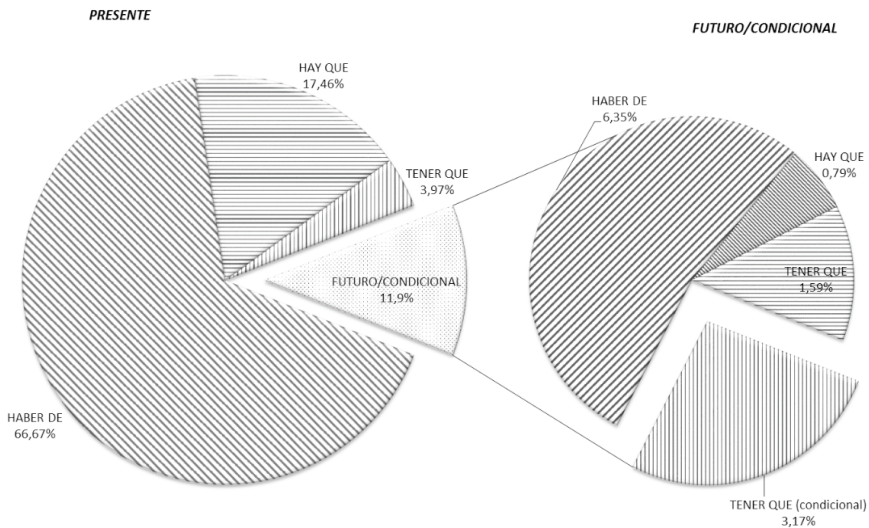 PRESENTE
HAY QUE
17,46%
TENER QUE
3,97%
FUTURO/CONDICIONAL
11,9%
HABER DE
66,67%
FUTURO/CONDICIONAL
HABER DE
6,35%
HAY QUE
0,79%
TENER QUE
1,59%
TENER QUE (condicional)
3,17%